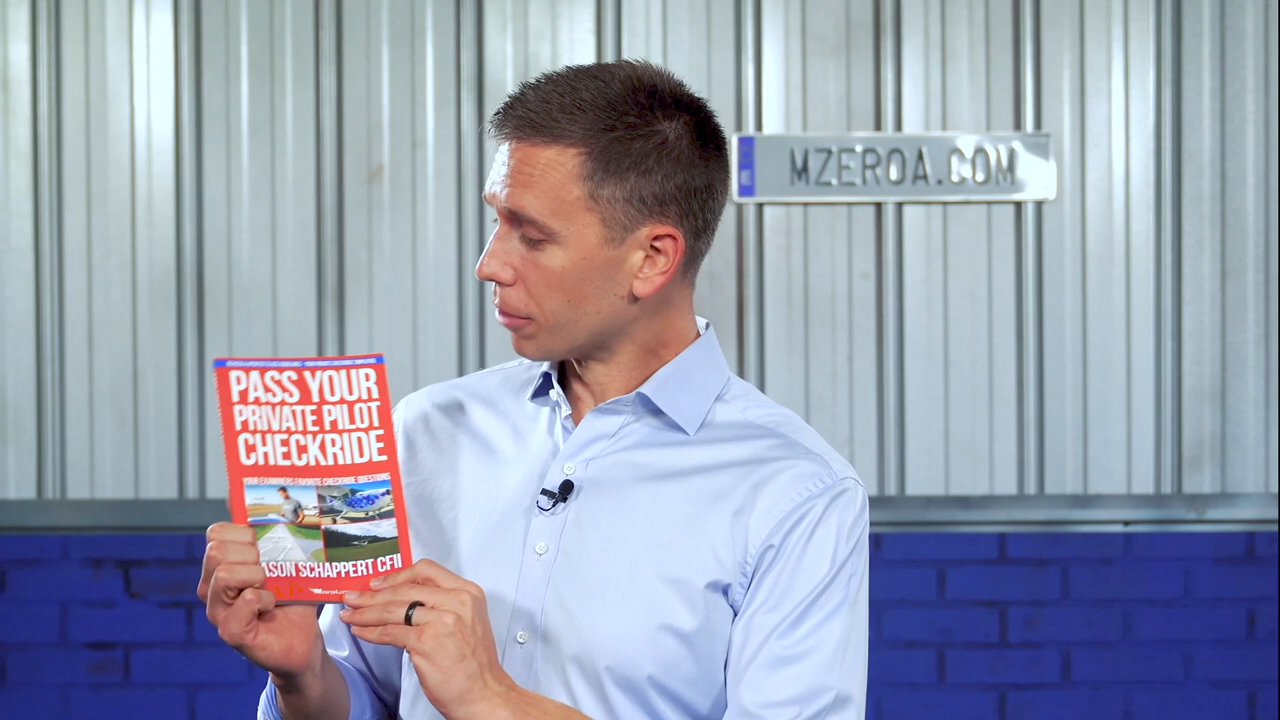 MZEROA.COM
PASS YOUR
PRIVATE PILOT
CHECKRIDE
YOUR EXAMINERS FAVORITE CHECKRIDE QUESTIONS
ASON SCHAPPERT CFII